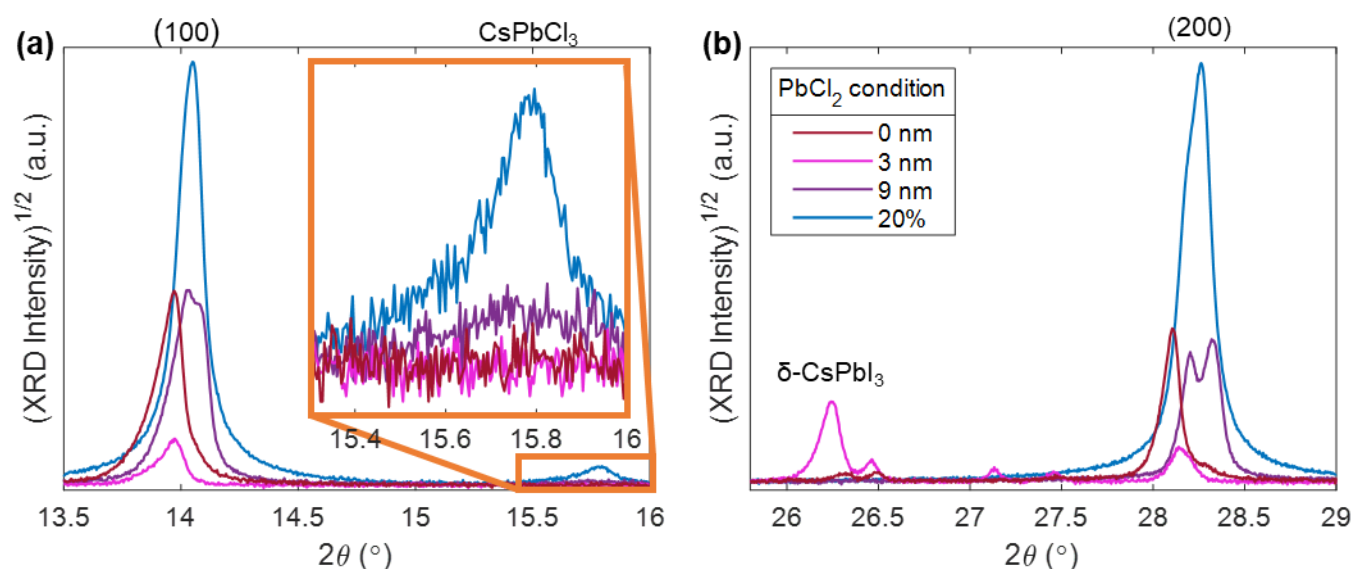 (a)
(100)
CsPbCl3
(XRD Intensity)1/2 (a.u.)
15.4 15.6 15.8 16
13.5 14 14.5 15 15.5 16
2θ (°)
(b)
(200)
(XRD Intensity)1/2 (a.u.)
PbCl2 condition
0 nm
3 nm
9 nm
20%
δ-CsPbI3
26 26.5 27 27.5 28 28.5 29
2θ (°)